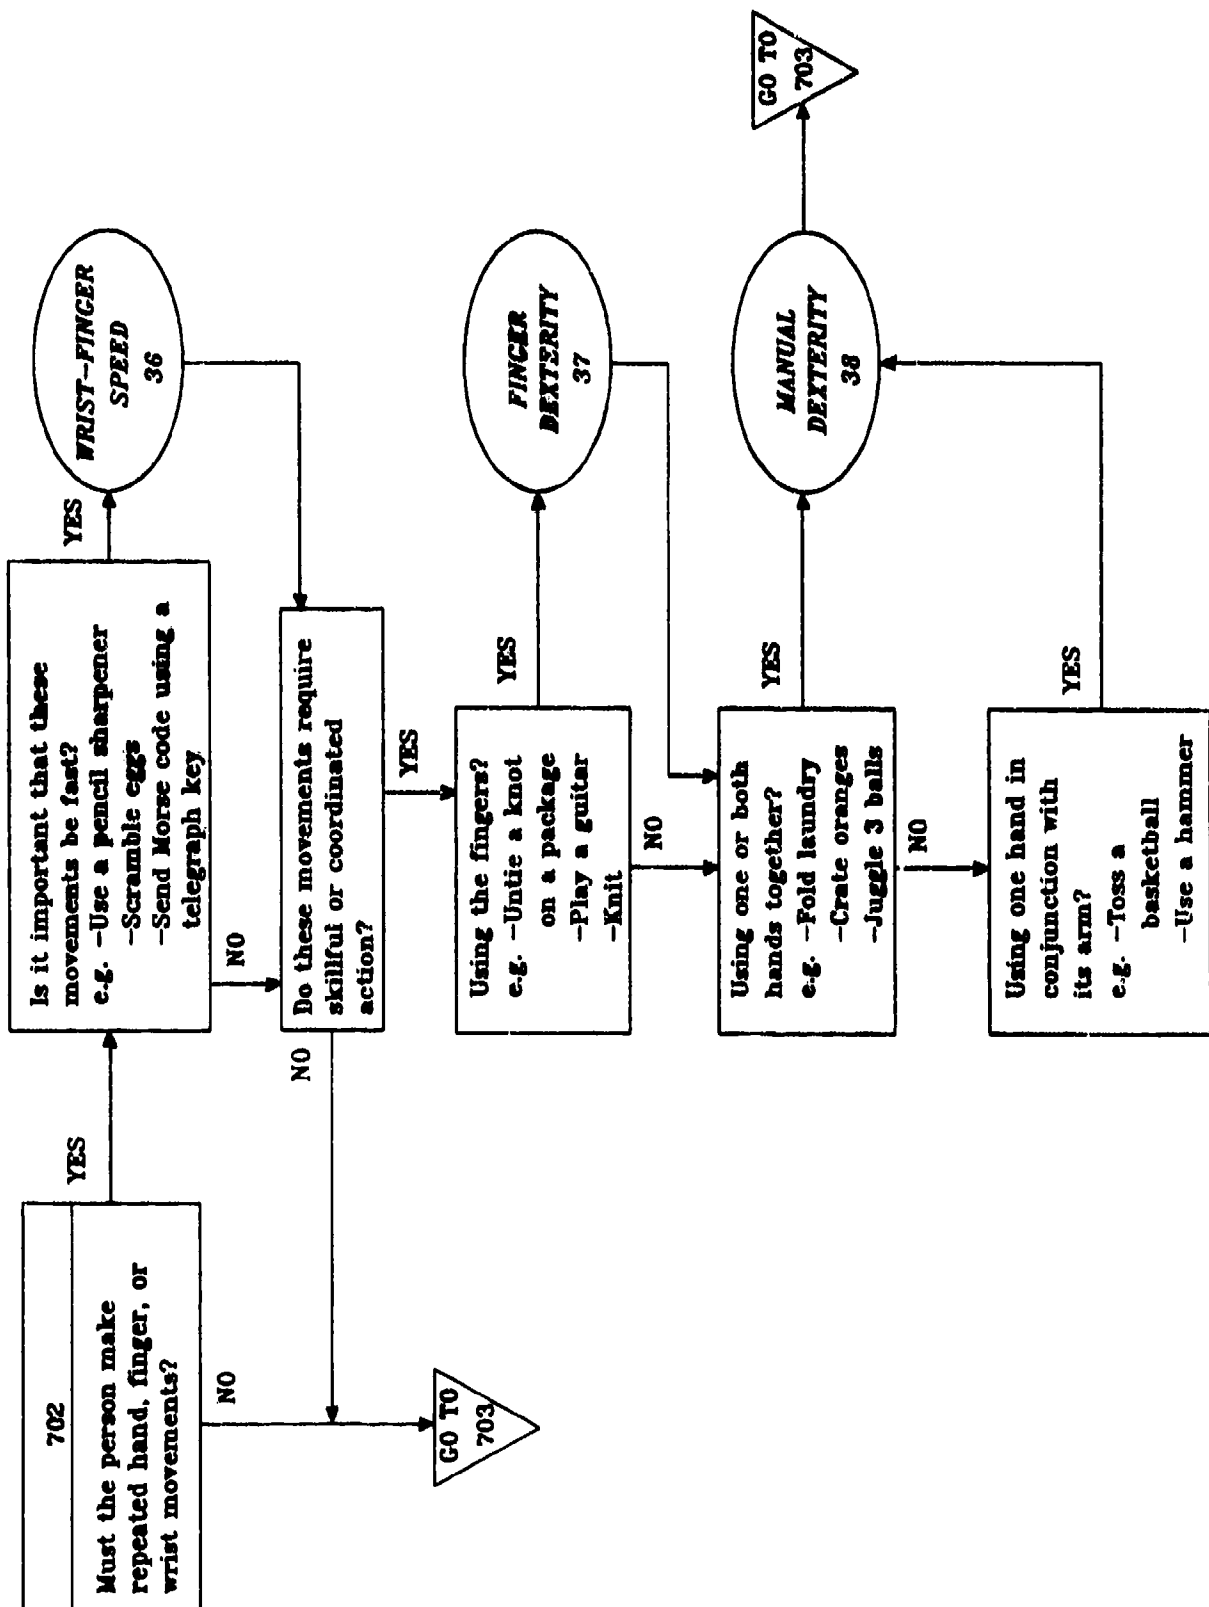 702
Must the person make
repeated hand, finger, or
wrist movements?
YES
NO
Is it important that these
movements be fast?
e.g. -Use a pencil sharpener
-Scramble eggs
-Send Morse code using a
telegraph key
YES
NO
WRIST-FINGER
SPEED
36
Do these movements require
skillful or coordinated
action?
NO
YES
GO TO
703
Using the fingers?
e.g. -Untie a knot
on a package
-Play a guitar
-Knit
YES
NO
FINGER
DEXTERITY
37
Using one or both
hands together?
e.g. -Fold laundry
-Crate oranges
-Juggle 3 balls
YES
NO
MANUAL
DEXTERITY
38
GO TO
703
Using one hand in
conjunction with
its arm?
e.g. -Toss a
basketball
-Use a hammer
YES